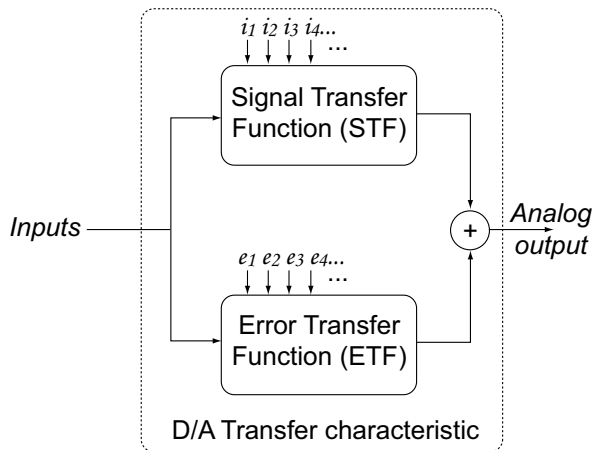 i1 i2 i3 i4...
...
Signal Transfer
Function (STF)
Inputs
+
Analog
output
e1 e2 e3 e4...
...
Error Transfer
Function (ETF)
D/A Transfer characteristic